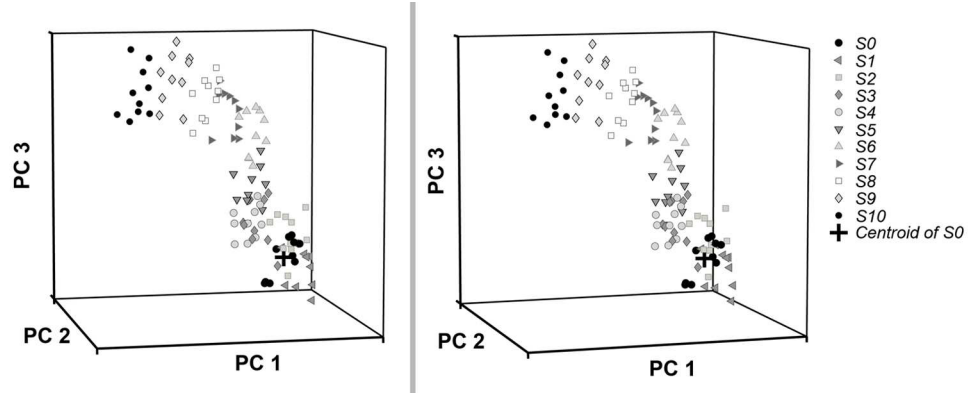 PC 3
PC 2
PC 1
PC 3
PC 2
PC 1
S0
S1
S2
S3
S4
S5
S6
S7
S8
S9
S10
Centroid of S0